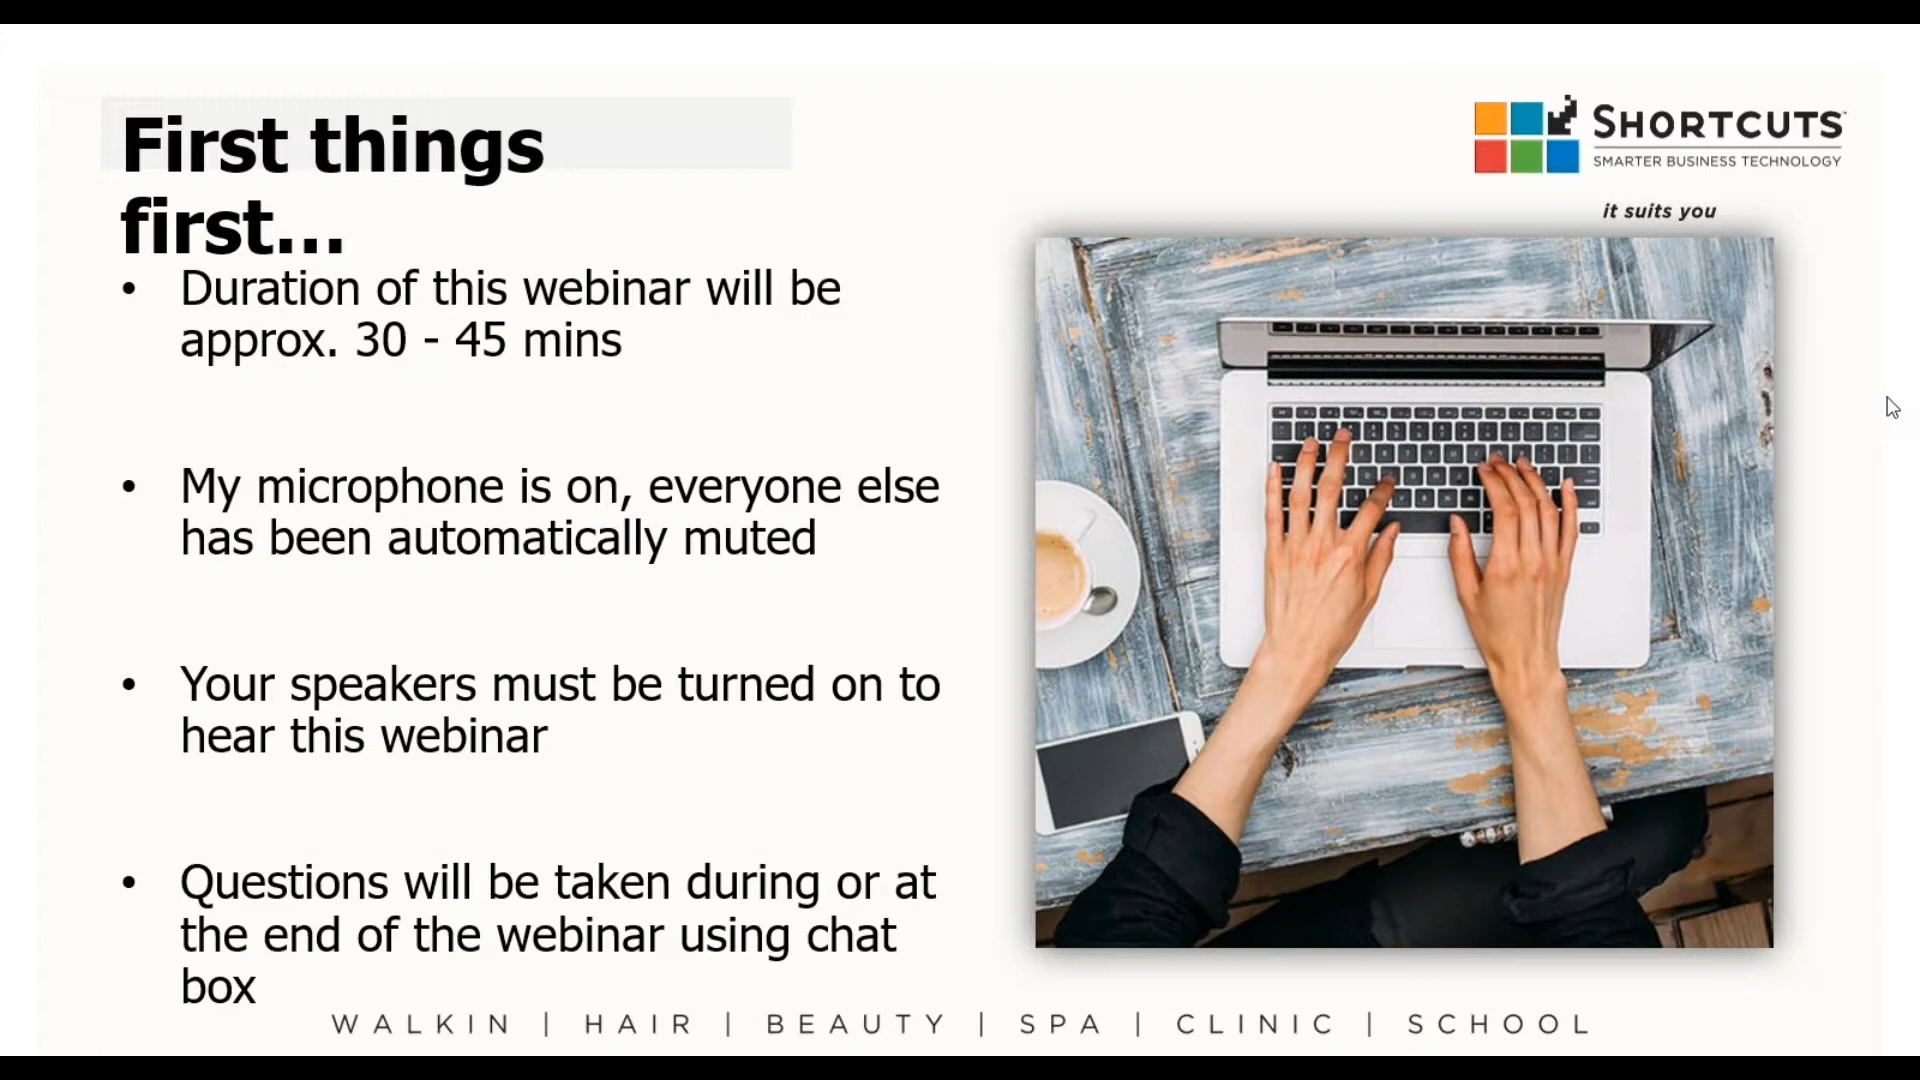 First things
first...
SHORTCUTS
SMARTER BUSINESS TECHNOLOGY
it suits you
• Duration of this webinar will be
approx. 30 - 45 mins
• My microphone is on, everyone else
has been automatically muted
• Your speakers must be turned on to
hear this webinar
• Questions will be taken during or at
the end of the webinar using chat
box
WALKIN | HAIR | BEAUTY | SPA | CLINIC | SCHOOL